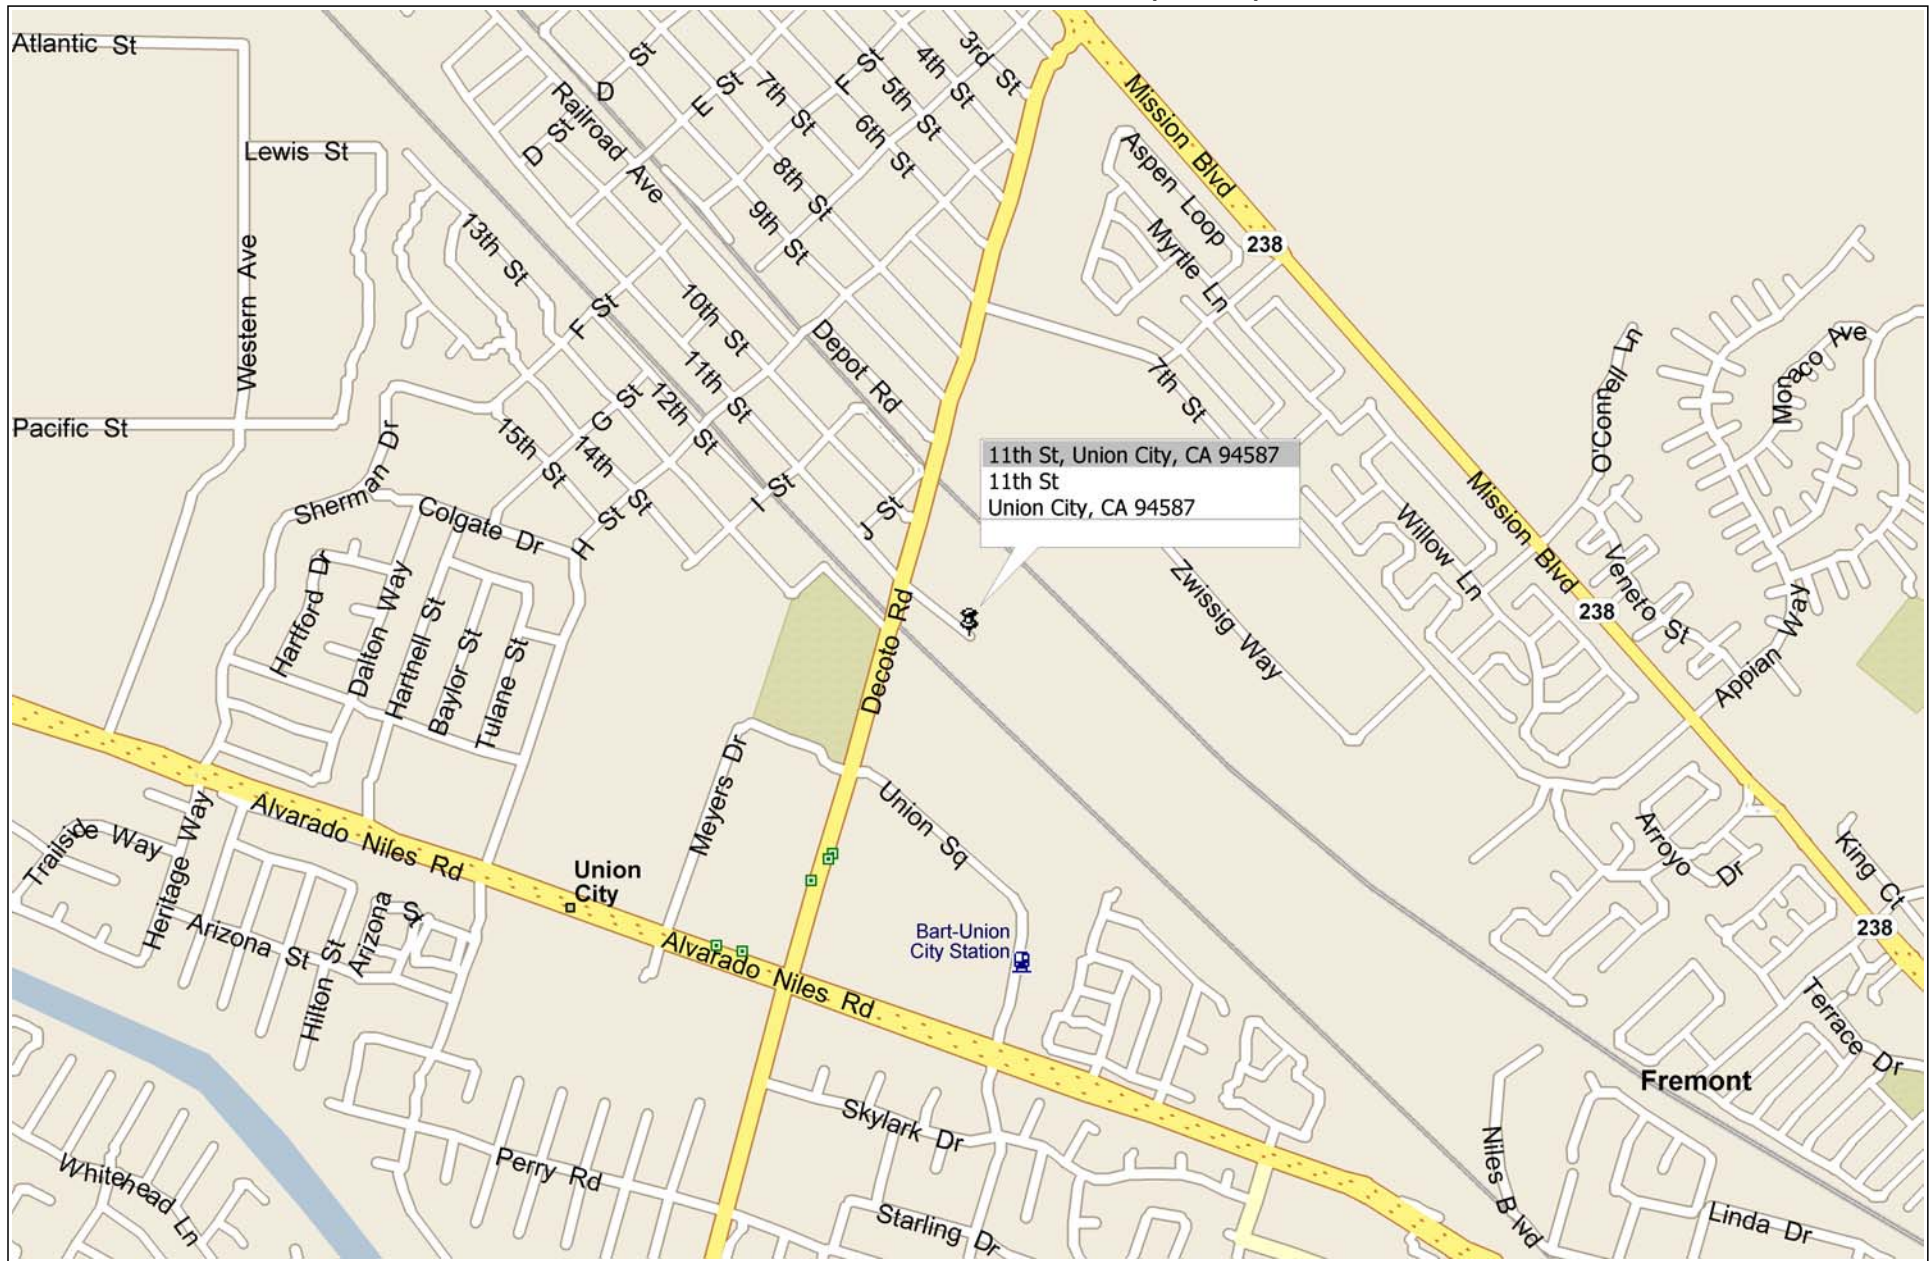 Atlantic St
Lewis St
Western Ave
Pacific St
D St
D St
Railroad Ave
E St
F St
3rd St
4th St
5th St
6th St
7th St
8th St
9th St
10th St
11th St
12th St
13th St
14th St
15th St
F St
G St
H St
I St
J St
Depot Rd
Mission Blvd
Aspen Loop
Myrtle Ln
238
7th St
O'Connell Ln
Monaco Ave
11th St, Union City, CA 94587
11th St
Union City, CA 94587
Sherman Dr
Colgate Dr
Hartford Dr
Dalton Way
Hartnell St
Baylor St
Tulane St
Decoto Rd
Zwissig Way
Willow Ln
Mission Blvd
238
Veneto St
Appian Way
Meyers Dr
Union Sq
Alvarado Niles Rd
Union
City
Trailside Way
Heritage Way
Arizona St
Arizona St
Hilton St
Alvarado Niles Rd
Bart-Union
City Station
Arroyo Dr
King Ct
238
Terrace Dr
Fremont
Skylark Dr
Perry Rd
Whitehead Ln
Starling Dr
Niles Blvd
Linda Dr